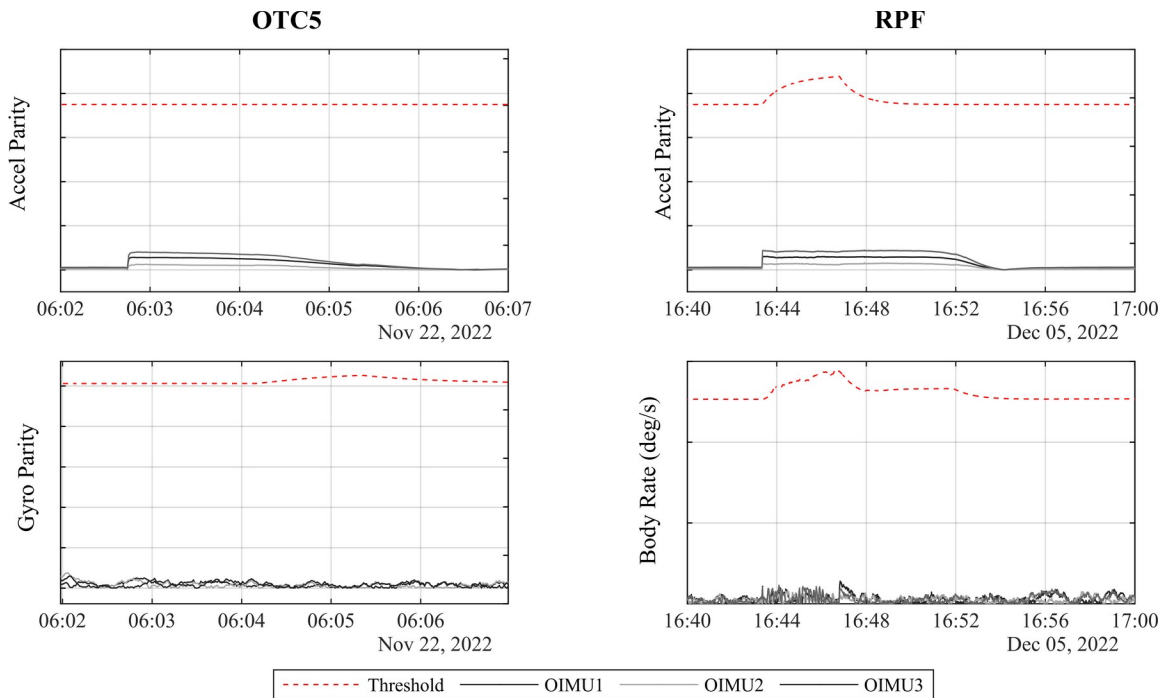 OTC5
RPF
Accel Parity
06:02 06:03 06:04 06:05 06:06 06:07
Nov 22, 2022
Accel Parity
16:40 16:44 16:48 16:52 16:56 17:00
Dec 05, 2022
Gyro Parity
06:02 06:03 06:04 06:05 06:06
Nov 22, 2022
Body Rate (deg/s)
16:40 16:44 16:48 16:52 16:56 17:00
Dec 05, 2022
Threshold OIMU1 OIMU2 OIMU3